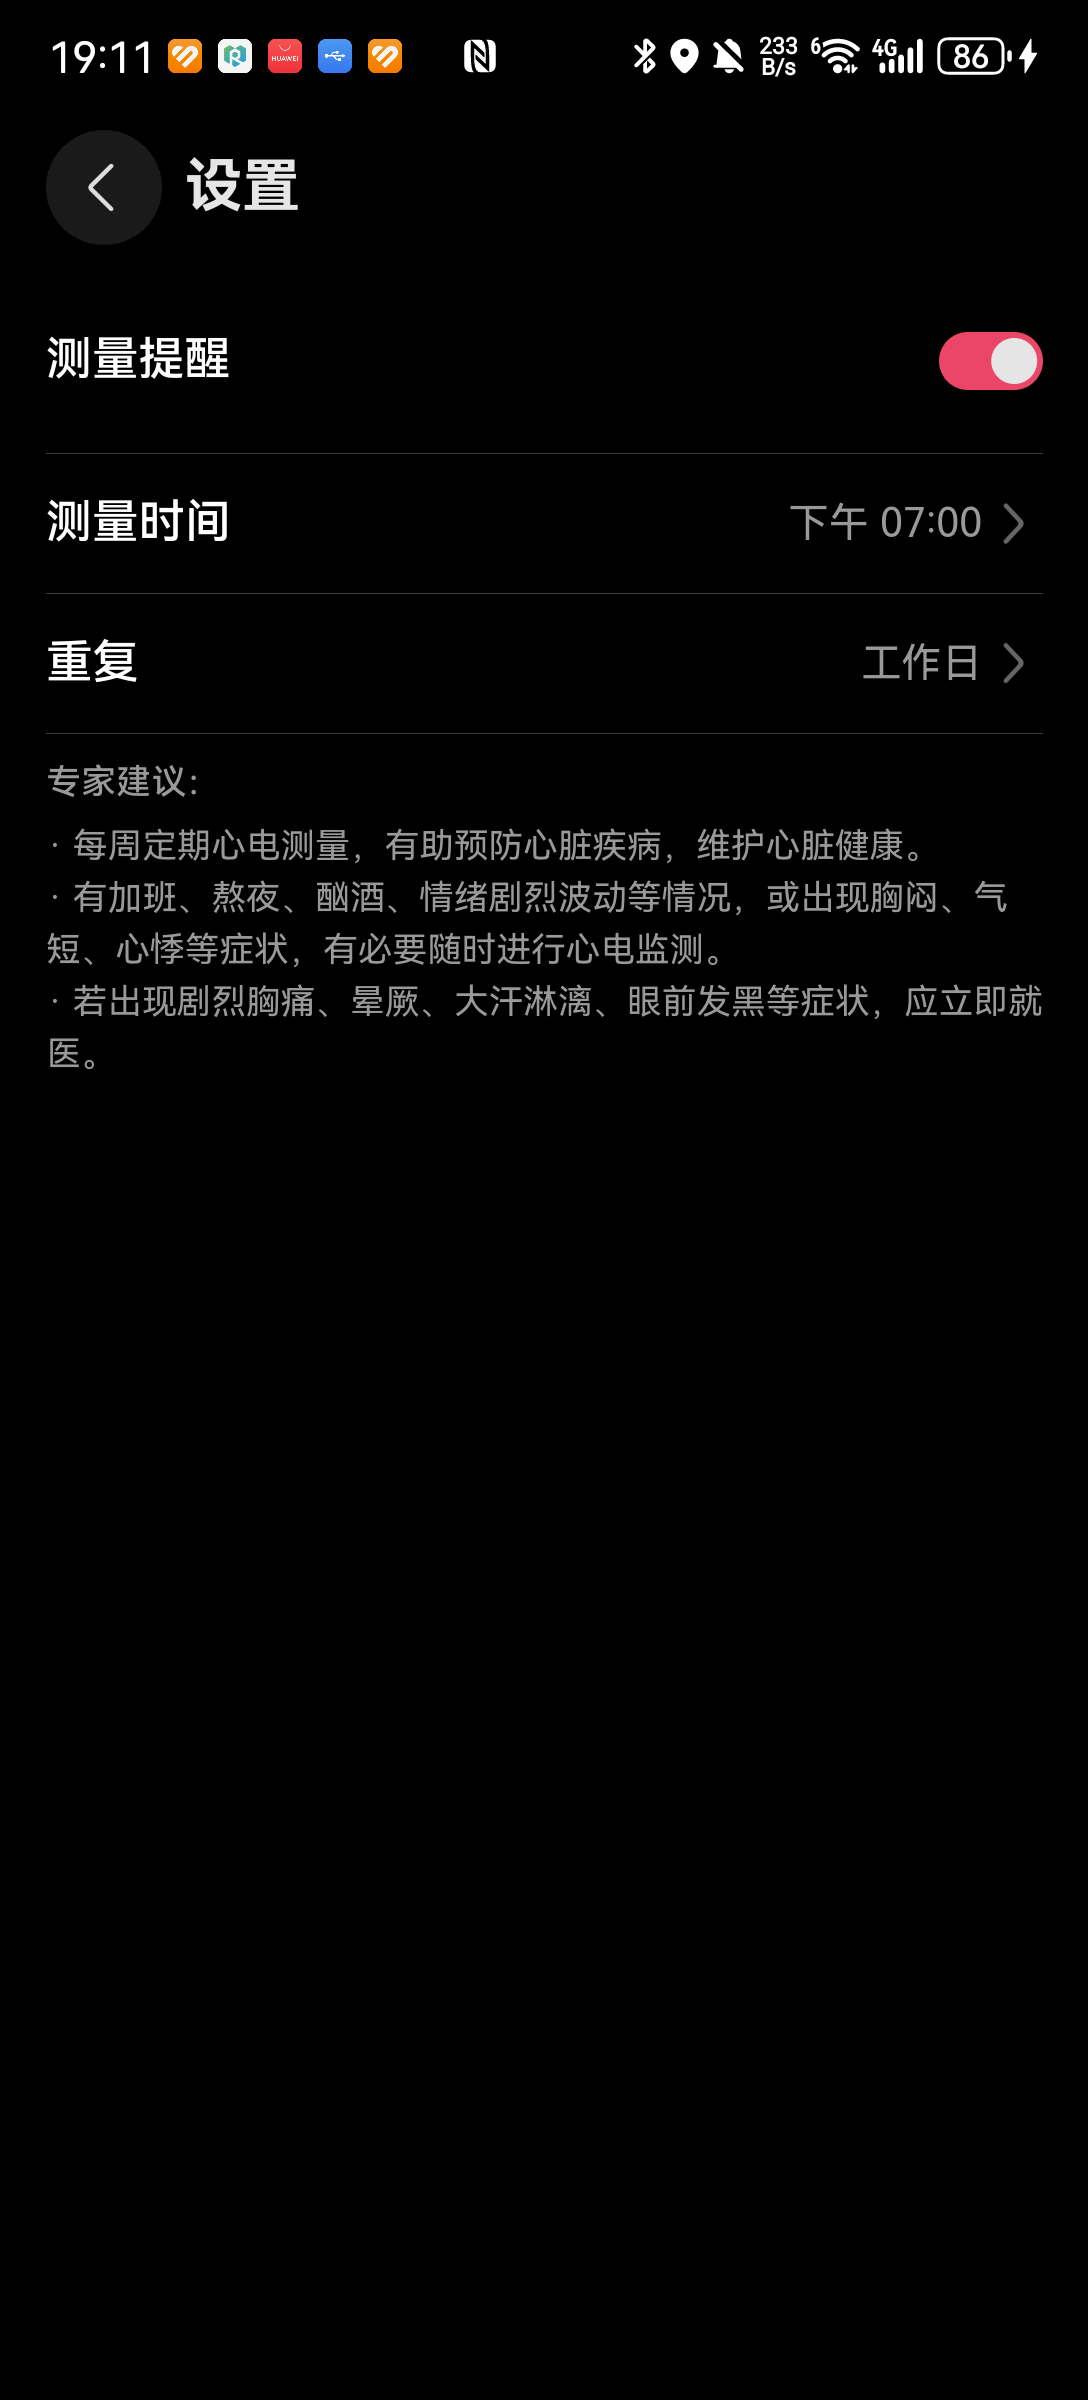 19:11 HUAWEI 233 B/s 6 4G 86
设置
测量提醒
测量时间 下午 07:00
重复 工作日
专家建议：
· 每周定期心电测量，有助预防心脏疾病，维护心脏健康。
· 有加班、熬夜、酗酒、情绪剧烈波动等情况，或出现胸闷、气
短、心悸等症状，有必要随时进行心电监测。
· 若出现剧烈胸痛、晕厥、大汗淋漓、眼前发黑等症状，应立即就
医。